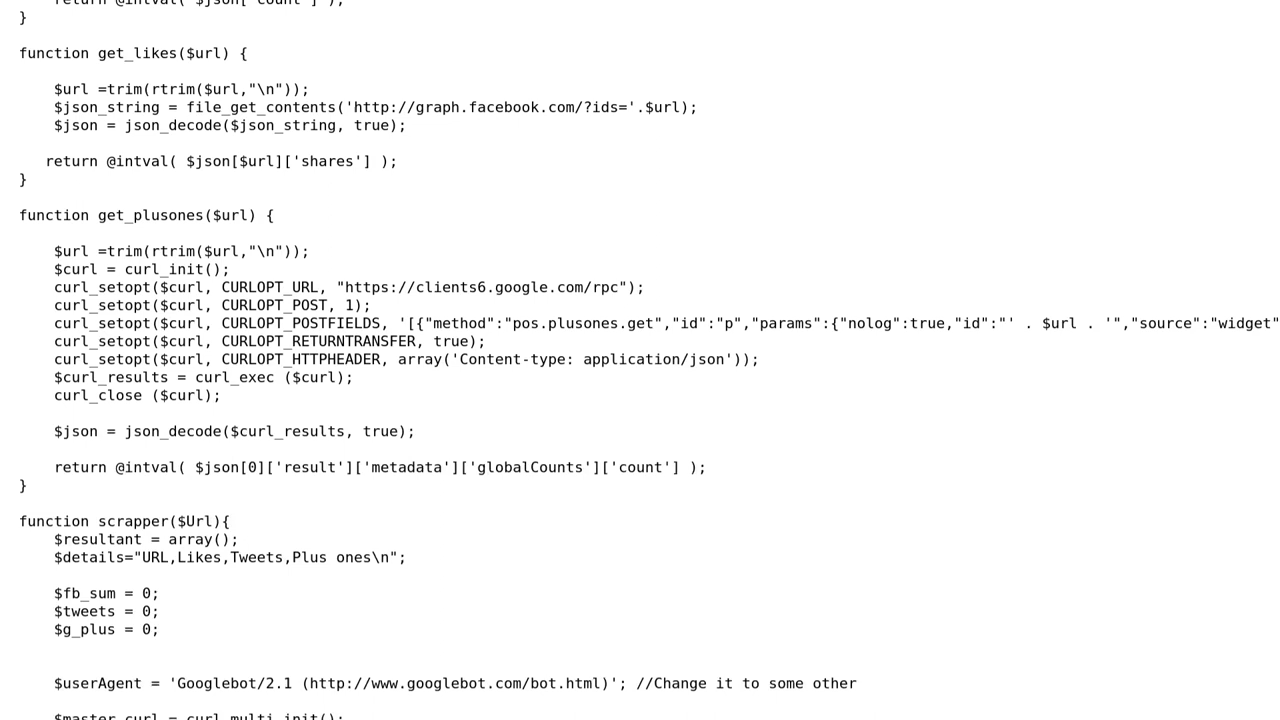 return @intval( $json['count'] );
}
function get_likes($url) {
$url =trim(rtrim($url,"\n"));
$json_string = file_get_contents('http://graph.facebook.com/?ids='.$url);
$json = json_decode($json_string, true);
return @intval( $json[$url]['shares'] );
}
function get_plusones($url) {
$url =trim(rtrim($url,"\n"));
$curl = curl_init();
curl_setopt($curl, CURLOPT_URL, "https://clients6.google.com/rpc");
curl_setopt($curl, CURLOPT_POST, 1);
curl_setopt($curl, CURLOPT_POSTFIELDS, '[{"method":"pos.plusones.get","id":"p","params":{"nolog":true,"id":"' . $url . '","source":"widget"
curl_setopt($curl, CURLOPT_RETURNTRANSFER, true);
curl_setopt($curl, CURLOPT_HTTPHEADER, array('Content-type: application/json'));
$curl_results = curl_exec ($curl);
curl_close ($curl);
$json = json_decode($curl_results, true);
return @intval( $json[0]['result']['metadata']['globalCounts']['count'] );
}
function scrapper($Url){
$resultant = array();
$details="URL,Likes,Tweets,Plus ones\n";
$fb_sum = 0;
$tweets = 0;
$g_plus = 0;
$userAgent = 'Googlebot/2.1 (http://www.googlebot.com/bot.html)'; //Change it to some other
$master_curl = curl_multi_init();